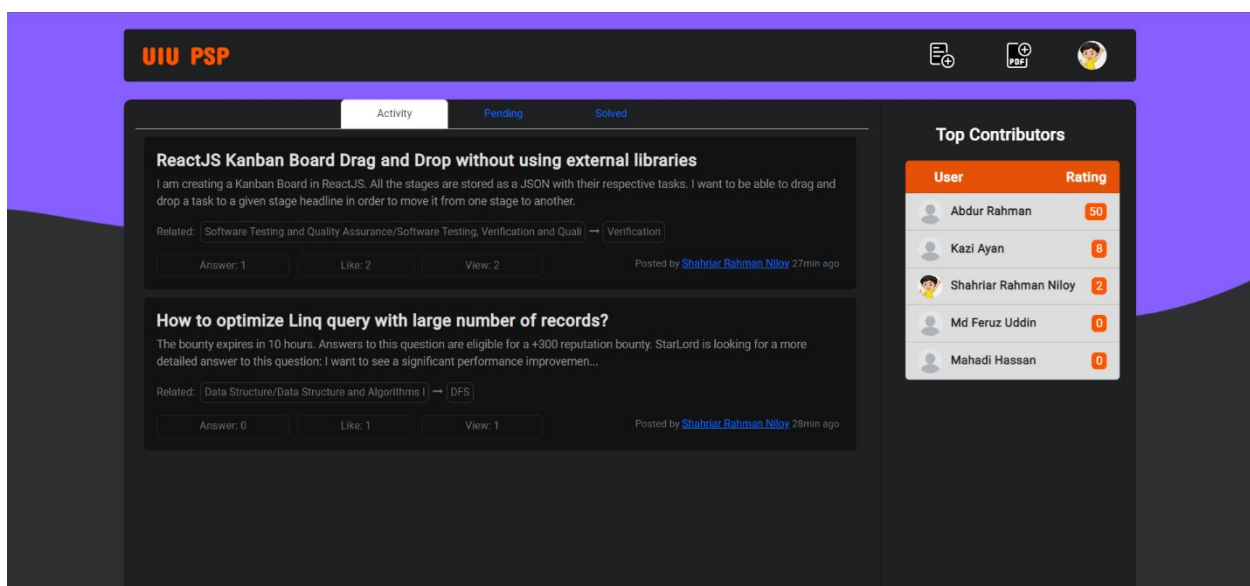 UIU PSP
PDF
Activity
Pending
Solved
ReactJS Kanban Board Drag and Drop without using external libraries
I am creating a Kanban Board in ReactJS. All the stages are stored as a JSON with their respective tasks. I want to be able to drag and
drop a task to a given stage headline in order to move it from one stage to another.
Related: Software Testing and Quality Assurance/Software Testing, Verification and Quali → Verification
Answer: 1 Like: 2 View: 2 Posted by Shahriar Rahman Niloy 27min ago
How to optimize Linq query with large number of records?
The bounty expires in 10 hours. Answers to this question are eligible for a +300 reputation bounty. StarLord is looking for a more
detailed answer to this question: I want to see a significant performance improvemen...
Related: Data Structure/Data Structure and Algorithms I → DFS
Answer: 0 Like: 1 View: 1 Posted by Shahriar Rahman Niloy 28min ago
Top Contributors
User Rating
Abdur Rahman 50
Kazi Ayan 8
Shahriar Rahman Niloy 2
Md Feruz Uddin 0
Mahadi Hassan 0